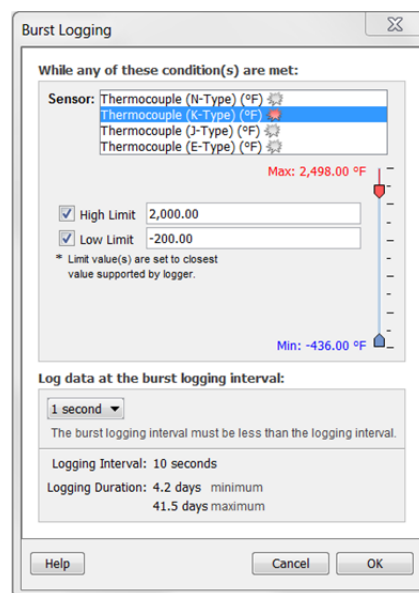 Burst Logging
While any of these condition(s) are met:
Sensor: Thermocouple (N-Type) (°F)
Thermocouple (K-Type) (°F)
Thermocouple (J-Type) (°F)
Thermocouple (E-Type) (°F)
Max: 2,498.00 °F
High Limit 2,000.00
Low Limit -200.00
* Limit value(s) are set to closest
value supported by logger.
Min: -436.00 °F
Log data at the burst logging interval:
1 second
The burst logging interval must be less than the logging interval.
Logging Interval: 10 seconds
Logging Duration: 4.2 days minimum
41.5 days maximum
Help Cancel OK